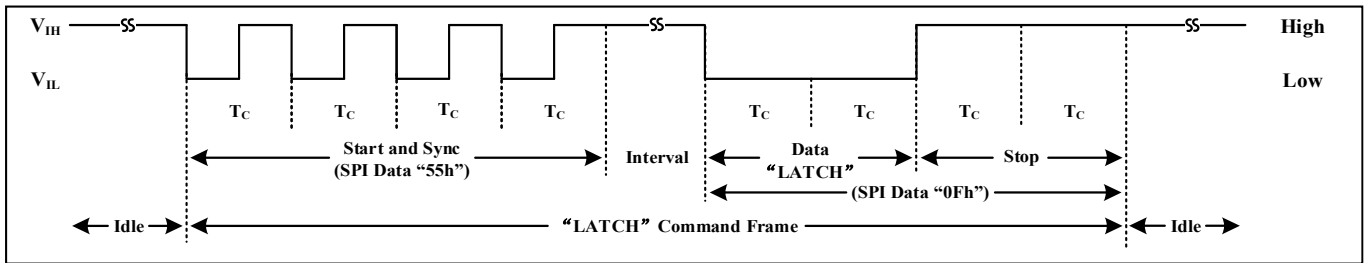 VIH High
VIL Low
TC TC TC TC TC TC TC TC
Start and Sync
(SPI Data “55h”)
Interval
Data
“LATCH”
Stop
(SPI Data “0Fh”)
Idle “LATCH” Command Frame Idle